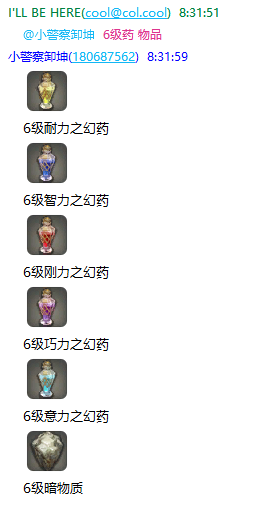 I'LL BE HERE(cool@col.cool) 8:31:51
@小警察卸坤 6级药 物品
小警察卸坤(180687562) 8:31:59
6级耐力之幻药
6级智力之幻药
6级刚力之幻药
6级巧力之幻药
6级意力之幻药
6级暗物质